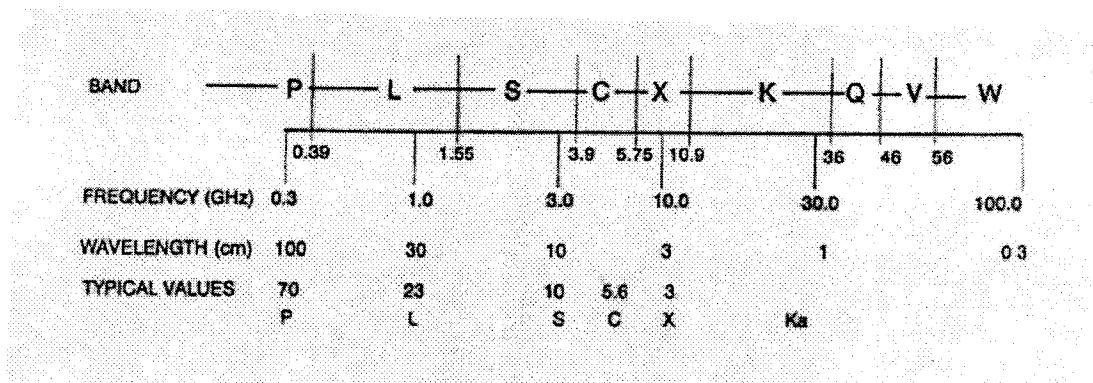 BAND P L S C X K Q V W
0.39 1.55 3.9 5.75 10.9 36 46 56
FREQUENCY (GHz) 0.3 1.0 3.0 10.0 30.0 100.0
WAVELENGTH (cm) 100 30 10 3 1 0 3
TYPICAL VALUES 70 23 10 5.6 3
P L S C X Ka